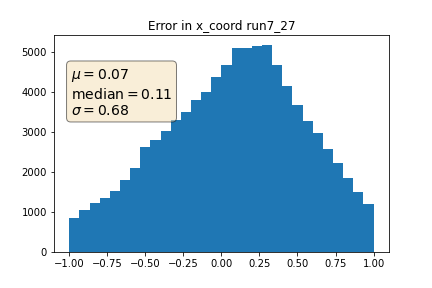 Error in x_coord run7_27
5000
4000
3000
2000
1000
0
μ = 0.07
median = 0.11
σ = 0.68
−1.00 −0.75 −0.50 −0.25 0.00 0.25 0.50 0.75 1.00